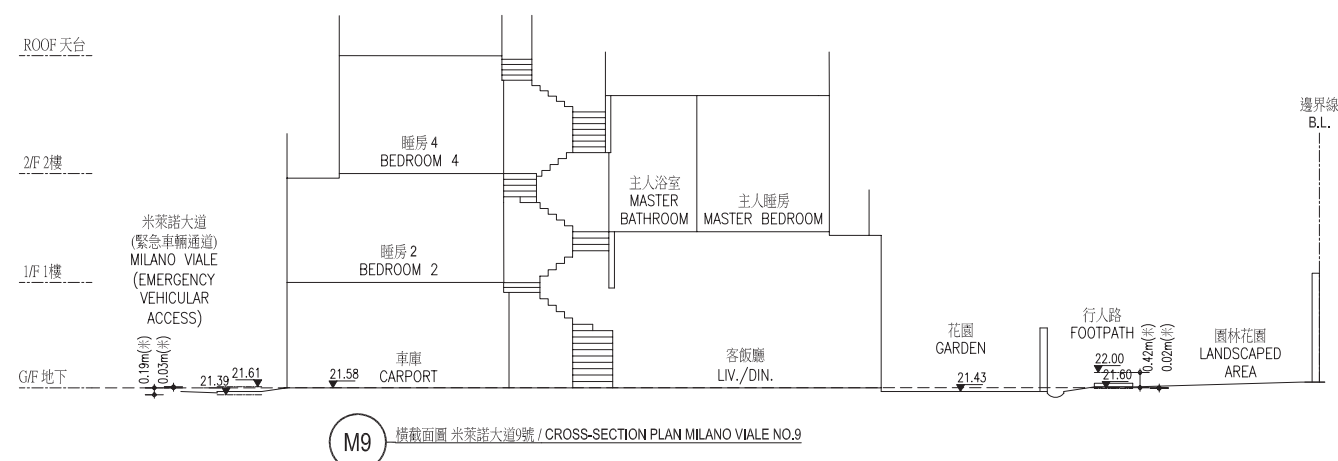 ROOF 天台
2/F 2樓
1/F 1樓
G/F 地下
米萊諾大道
(緊急車輛通道)
MILANO VIALE
(EMERGENCY
VEHICULAR
ACCESS)
0.19m(米)
0.03m(米)
21.39
21.61
21.58
睡房 4
BEDROOM 4
睡房 2
BEDROOM 2
車庫
CARPORT
主人浴室
MASTER
BATHROOM
主人睡房
MASTER BEDROOM
客飯廳
LIV./DIN.
花園
GARDEN
21.43
行人路
FOOTPATH
22.00
21.60
0.42m(米)
0.02m(米)
園林花園
LANDSCAPED
AREA
邊界線
B.L.
M9
橫截面圖 米萊諾大道9號 / CROSS-SECTION PLAN MILANO VIALE NO.9